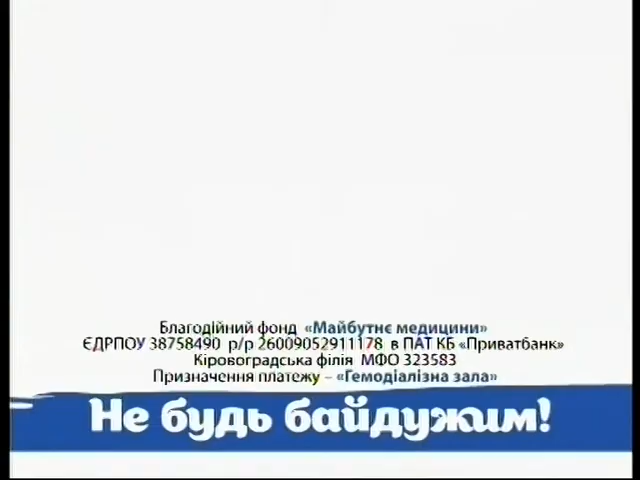 Благодійний фонд «Майбутнє медицини»
ЄДРПОУ 38758490 р/р 26009052911178 в ПАТ КБ «Приватбанк»
Кіровоградська філія МФО 323583
Призначення платежу – «Гемодіалізна зала»
Не будь байдужим!